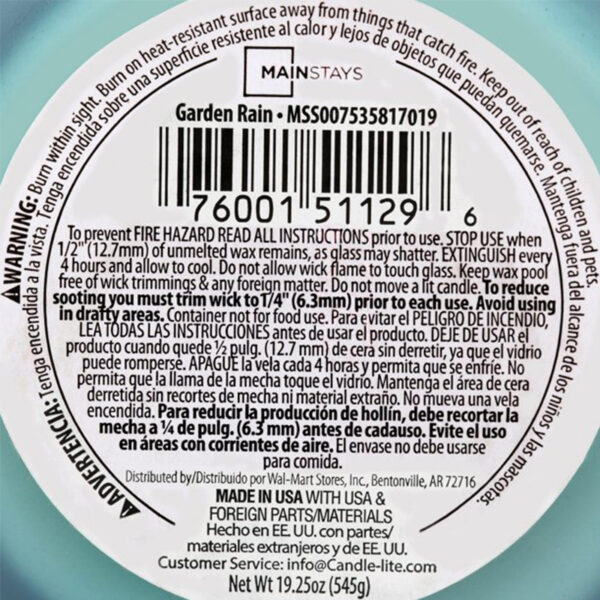 ⚠WARNING: Burn within sight. Burn on heat-resistant surface away from things that catch fire. Keep out of reach of children and pets.
⚠ADVERTENCIA: Tenga encendida a la vista. Tenga encendida sobre una superficie resistente al calor y lejos de objetos que puedan quemarse. Mantenga fuera del alcance de los niños y las mascotas.
MAINSTAYS
Garden Rain • MSS007535817019
76001 51129 6
To prevent FIRE HAZARD READ ALL INSTRUCTIONS prior to use. STOP USE when
1/2" (12.7mm) of unmelted wax remains, as glass may shatter. EXTINGUISH every
4 hours and allow to cool. Do not allow wick flame to touch glass. Keep wax pool
free of wick trimmings & any foreign matter. Do not move a lit candle. To reduce
sooting you must trim wick to 1/4" (6.3mm) prior to each use. Avoid using
in drafty areas. Container not for food use. Para evitar el PELIGRO DE INCENDIO,
LEA TODAS LAS INSTRUCCIONES antes de usar el producto. DEJE DE USAR el
producto cuando quede ½ pulg. (12.7 mm) de cera sin derretir, ya que el vidrio
puede romperse. APAGUE la vela cada 4 horas y permita que se enfríe. No
permita que la llama de la mecha toque el vidrio. Mantenga el área de cera
derretida sin recortes de mecha ni material extraño. No mueva una vela
encendida. Para reducir la producción de hollín, debe recortar la
mecha a ¼ de pulg. (6.3 mm) antes de cadauso. Evite el uso
en áreas con corrientes de aire. El envase no debe usarse
para comida.
Distributed by/Distribuido por Wal-Mart Stores, Inc., Bentonville, AR 72716
MADE IN USA WITH USA &
FOREIGN PARTS/MATERIALS
Hecho en EE. UU. con partes/
materiales extranjeros y de EE. UU.
Customer Service: info@Candle-lite.com
Net Wt 19.25oz (545g)